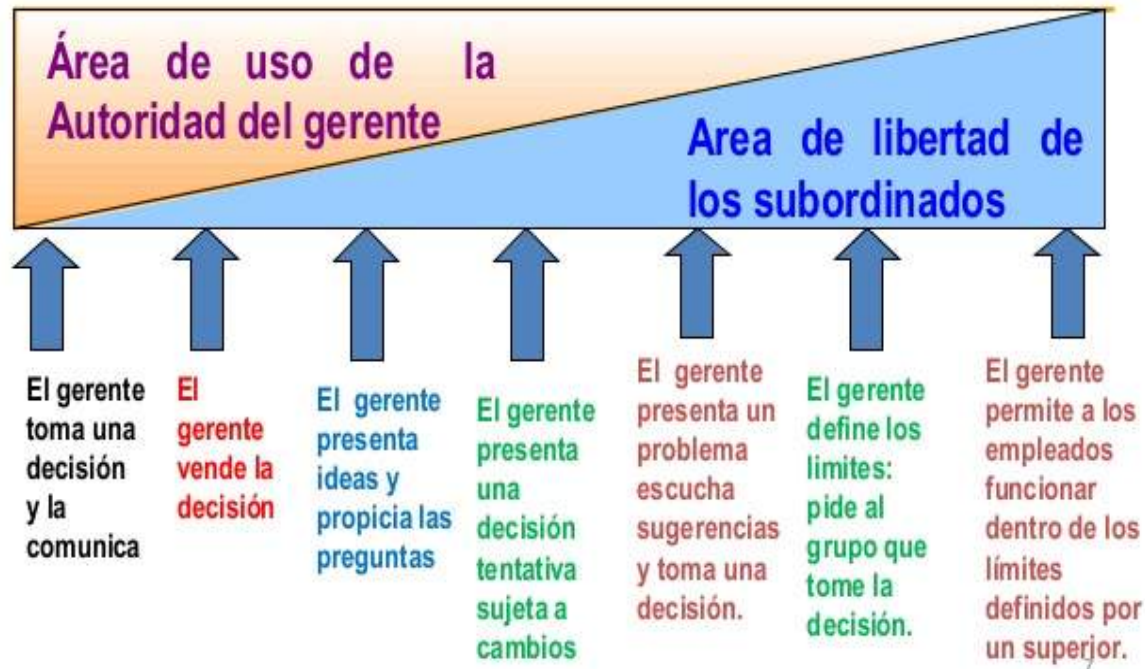 Área de uso de la
Autoridad del gerente
Area de libertad de
los subordinados
El gerente
toma una
decisión
y la
comunica
El
gerente
vende la
decisión
El gerente
presenta
ideas y
propicia las
preguntas
El gerente
presenta
una
decisión
tentativa
sujeta a
cambios
El gerente
presenta un
problema
escucha
sugerencias
y toma una
decisión.
El gerente
define los
limites:
pide al
grupo que
tome la
decisión.
El gerente
permite a los
empleados
funcionar
dentro de los
límites
definidos por
un superior.
7